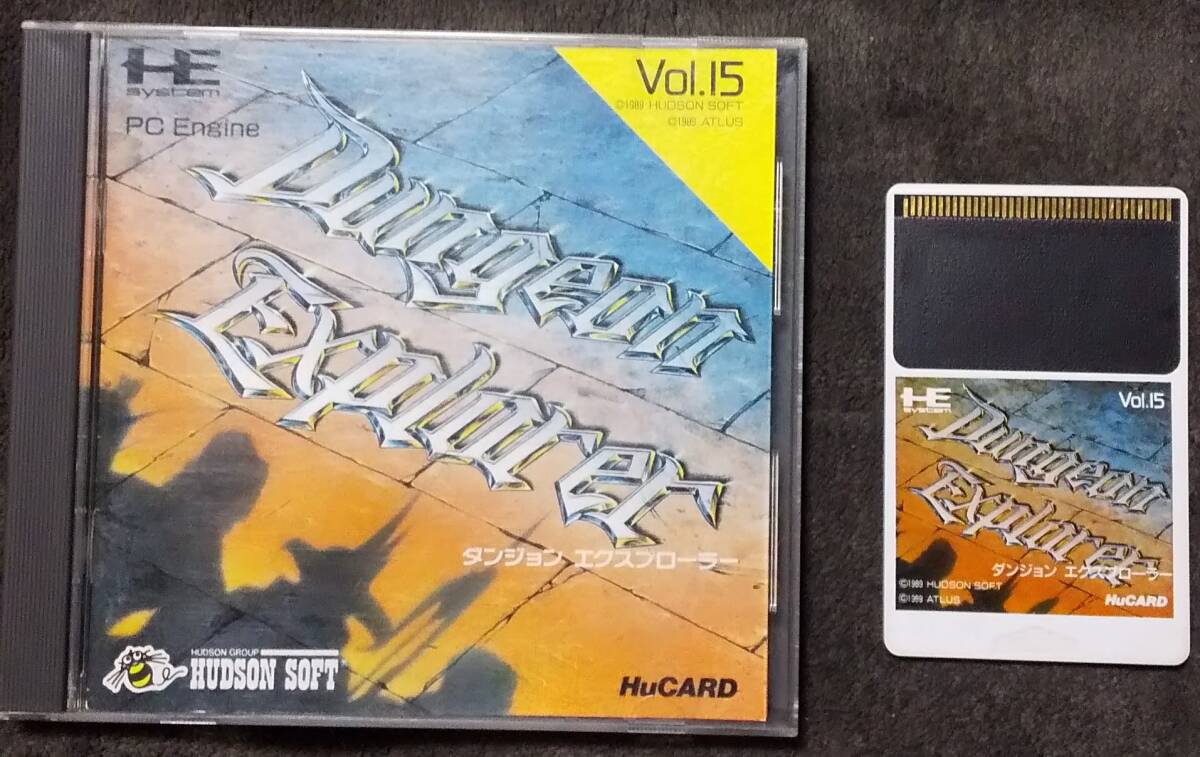 HE
system
PC Engine
Vol.15
©1989 HUDSON SOFT
©1989 ATLUS
Dungeon
Explorer
ダンジョン エクスプローラー
HUDSON GROUP
HUDSON SOFT
HuCARD
HE
system
Vol.15
Dungeon
Explorer
ダンジョン エクスプローラー
©1989 HUDSON SOFT
©1989 ATLUS
HuCARD